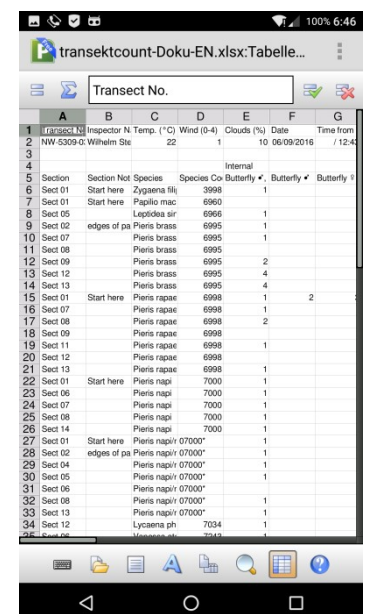 100% 6:46
transektcount-Doku-EN.xlsx:Tabelle...
Transect No.
A B C D E F G
1 Transect N Inspector N Temp. (°C) Wind (0-4) Clouds (%) Date Time from
2 NW-5309-0 Wilhelm Ste 22 1 10 06/09/2016 / 12:4
3
4 Internal
5 Section Section Not Species Species Co Butterfly Butterfly Butterfly
6 Sect 01 Start here Zygaena fili 3998 1
7 Sect 01 Start here Papilio mac 6960
8 Sect 05 Leptidea sir 6966 1
9 Sect 02 edges of pa Pieris brass 6995 1
10 Sect 07 Pieris brass 6995 1
11 Sect 08 Pieris brass 6995
12 Sect 09 Pieris brass 6995 2
13 Sect 12 Pieris brass 6995 4
14 Sect 13 Pieris brass 6995 4
15 Sect 01 Start here Pieris rapae 6998 1 2
16 Sect 07 Pieris rapae 6998 1
17 Sect 08 Pieris rapae 6998 2
18 Sect 09 Pieris rapae 6998
19 Sect 11 Pieris rapae 6998 1
20 Sect 12 Pieris rapae 6998
21 Sect 13 Pieris rapae 6998 1
22 Sect 01 Start here Pieris napi 7000 1
23 Sect 06 Pieris napi 7000 1
24 Sect 07 Pieris napi 7000 1
25 Sect 08 Pieris napi 7000 1
26 Sect 14 Pieris napi 7000 1
27 Sect 01 Start here Pieris napi/r 07000* 1
28 Sect 02 edges of pa Pieris napi/r 07000* 1
29 Sect 04 Pieris napi/r 07000* 1
30 Sect 05 Pieris napi/r 07000* 1
31 Sect 06 Pieris napi/r 07000*
32 Sect 08 Pieris napi/r 07000* 1
33 Sect 13 Pieris napi/r 07000* 1
34 Sect 12 Lycaena ph 7034 1